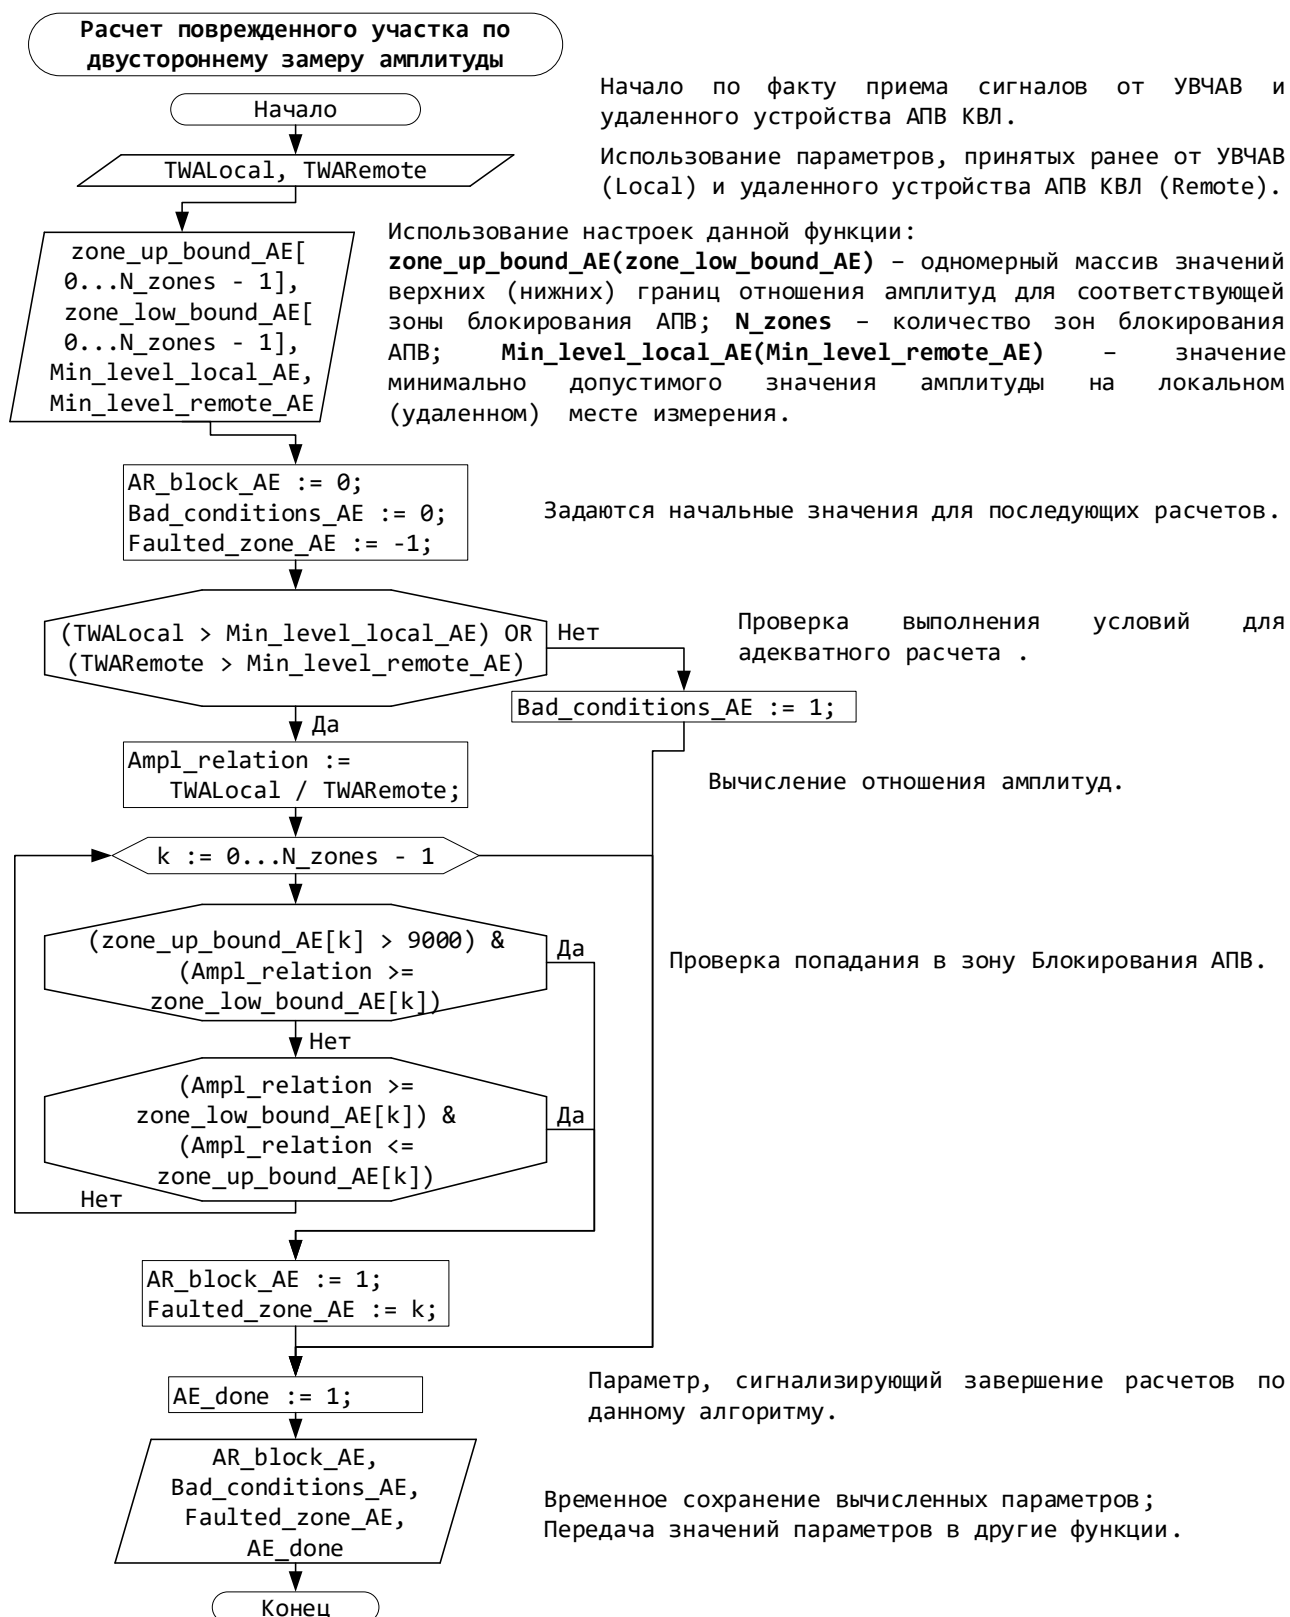 Расчет поврежденного участка по
двустороннему замеру амплитуды
Начало
Начало по факту приема сигналов от УВЧАВ и
удаленного устройства АПВ КВЛ.
TWALocal, TWARemote
Использование параметров, принятых ранее от УВЧАВ
(Local) и удаленного устройства АПВ КВЛ (Remote).
zone_up_bound_AE[
0...N_zones - 1],
zone_low_bound_AE[
0...N_zones - 1],
Min_level_local_AE,
Min_level_remote_AE
Использование настроек данной функции:
zone_up_bound_AE(zone_low_bound_AE) – одномерный массив значений
верхних (нижних) границ отношения амплитуд для соответствующей
зоны блокирования АПВ; N_zones – количество зон блокирования
АПВ; Min_level_local_AE(Min_level_remote_AE) – значение
минимально допустимого значения амплитуды на локальном
(удаленном) месте измерения.
AR_block_AE := 0;
Bad_conditions_AE := 0;
Faulted_zone_AE := -1;
Задаются начальные значения для последующих расчетов.
(TWALocal > Min_level_local_AE) OR
(TWARemote > Min_level_remote_AE)
Нет
Проверка выполнения условий для
адекватного расчета .
Bad_conditions_AE := 1;
Да
Ampl_relation :=
TWALocal / TWARemote;
Вычисление отношения амплитуд.
k := 0...N_zones - 1
(zone_up_bound_AE[k] > 9000) &
(Ampl_relation >=
zone_low_bound_AE[k])
Да
Проверка попадания в зону Блокирования АПВ.
Нет
(Ampl_relation >=
zone_low_bound_AE[k]) &
(Ampl_relation <=
zone_up_bound_AE[k])
Да
Нет
AR_block_AE := 1;
Faulted_zone_AE := k;
AE_done := 1;
Параметр, сигнализирующий завершение расчетов по
данному алгоритму.
AR_block_AE,
Bad_conditions_AE,
Faulted_zone_AE,
AE_done
Временное сохранение вычисленных параметров;
Передача значений параметров в другие функции.
Конец